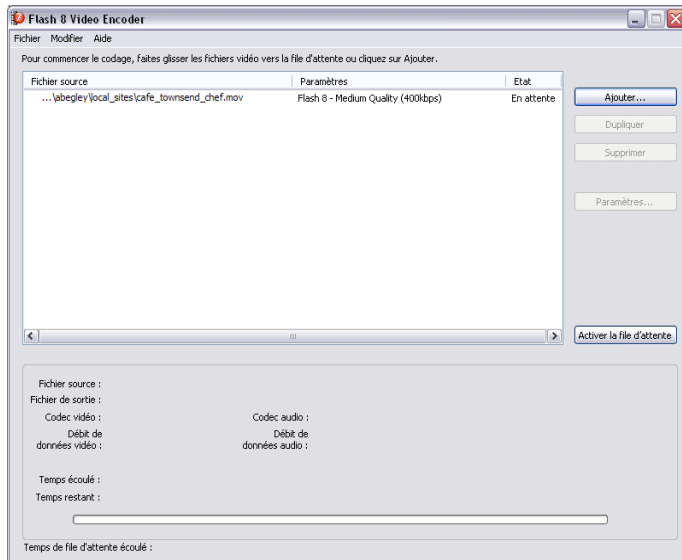 Flash 8 Video Encoder
Fichier Modifier Aide
Pour commencer le codage, faites glisser les fichiers vidéo vers la file d'attente ou cliquez sur Ajouter.
Fichier source Paramètres Etat
...\abegley\local_sites\cafe_townsend_chef.mov Flash 8 - Medium Quality (400kbps) En attente
Ajouter...
Dupliquer
Supprimer
Paramètres...
Activer la file d'attente
Fichier source :
Fichier de sortie :
Codec vidéo : Codec audio :
Débit de Débit de
données vidéo : données audio :
Temps écoulé :
Temps restant :
Temps de file d'attente écoulé :